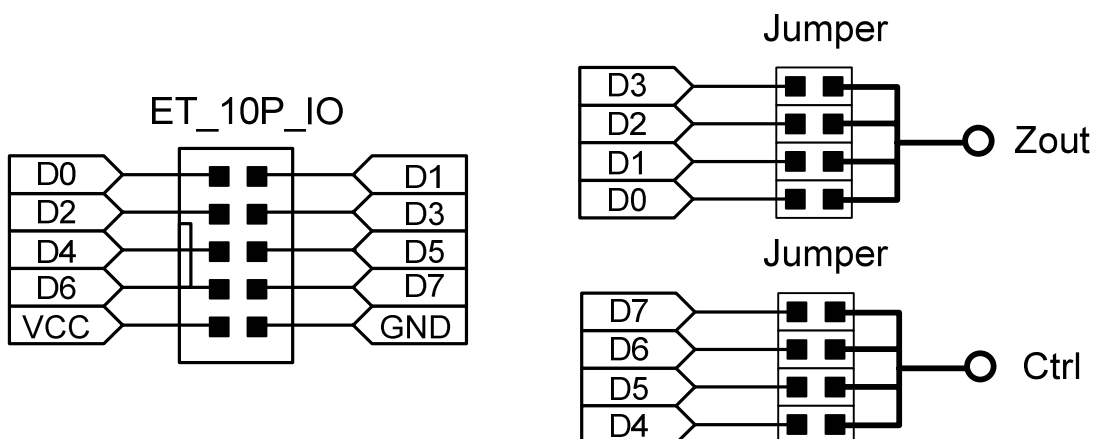 ET_10P_IO
D0 D1
D2 D3
D4 D5
D6 D7
VCC GND
Jumper
D3
D2
D1
D0
Zout
Jumper
D7
D6
D5
D4
Ctrl